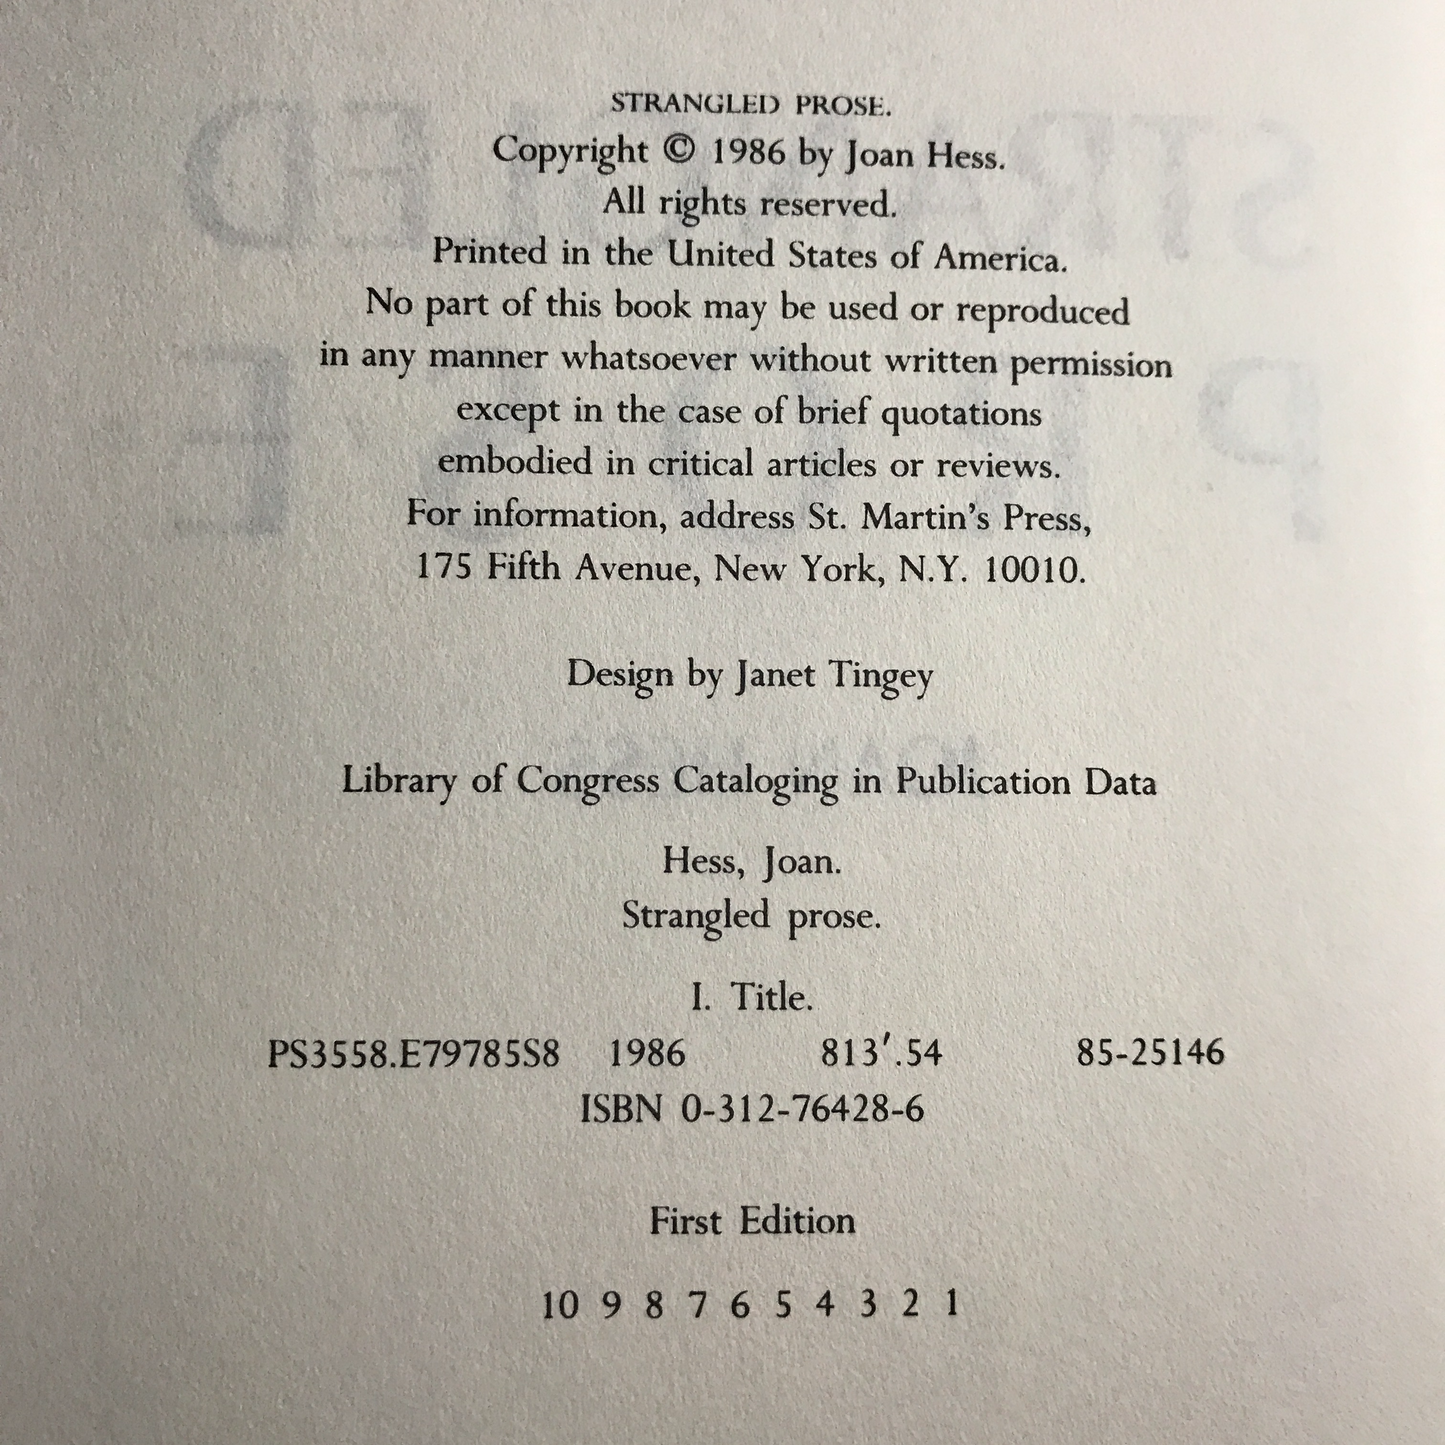 STRANGLED PROSE.
Copyright © 1986 by Joan Hess.
All rights reserved.
Printed in the United States of America.
No part of this book may be used or reproduced
in any manner whatsoever without written permission
except in the case of brief quotations
embodied in critical articles or reviews.
For information, address St. Martin's Press,
175 Fifth Avenue, New York, N.Y. 10010.
Design by Janet Tingey
Library of Congress Cataloging in Publication Data
Hess, Joan.
Strangled prose.
I. Title.
PS3558.E79785S8 1986 813′.54 85-25146
ISBN 0-312-76428-6
First Edition
10 9 8 7 6 5 4 3 2 1